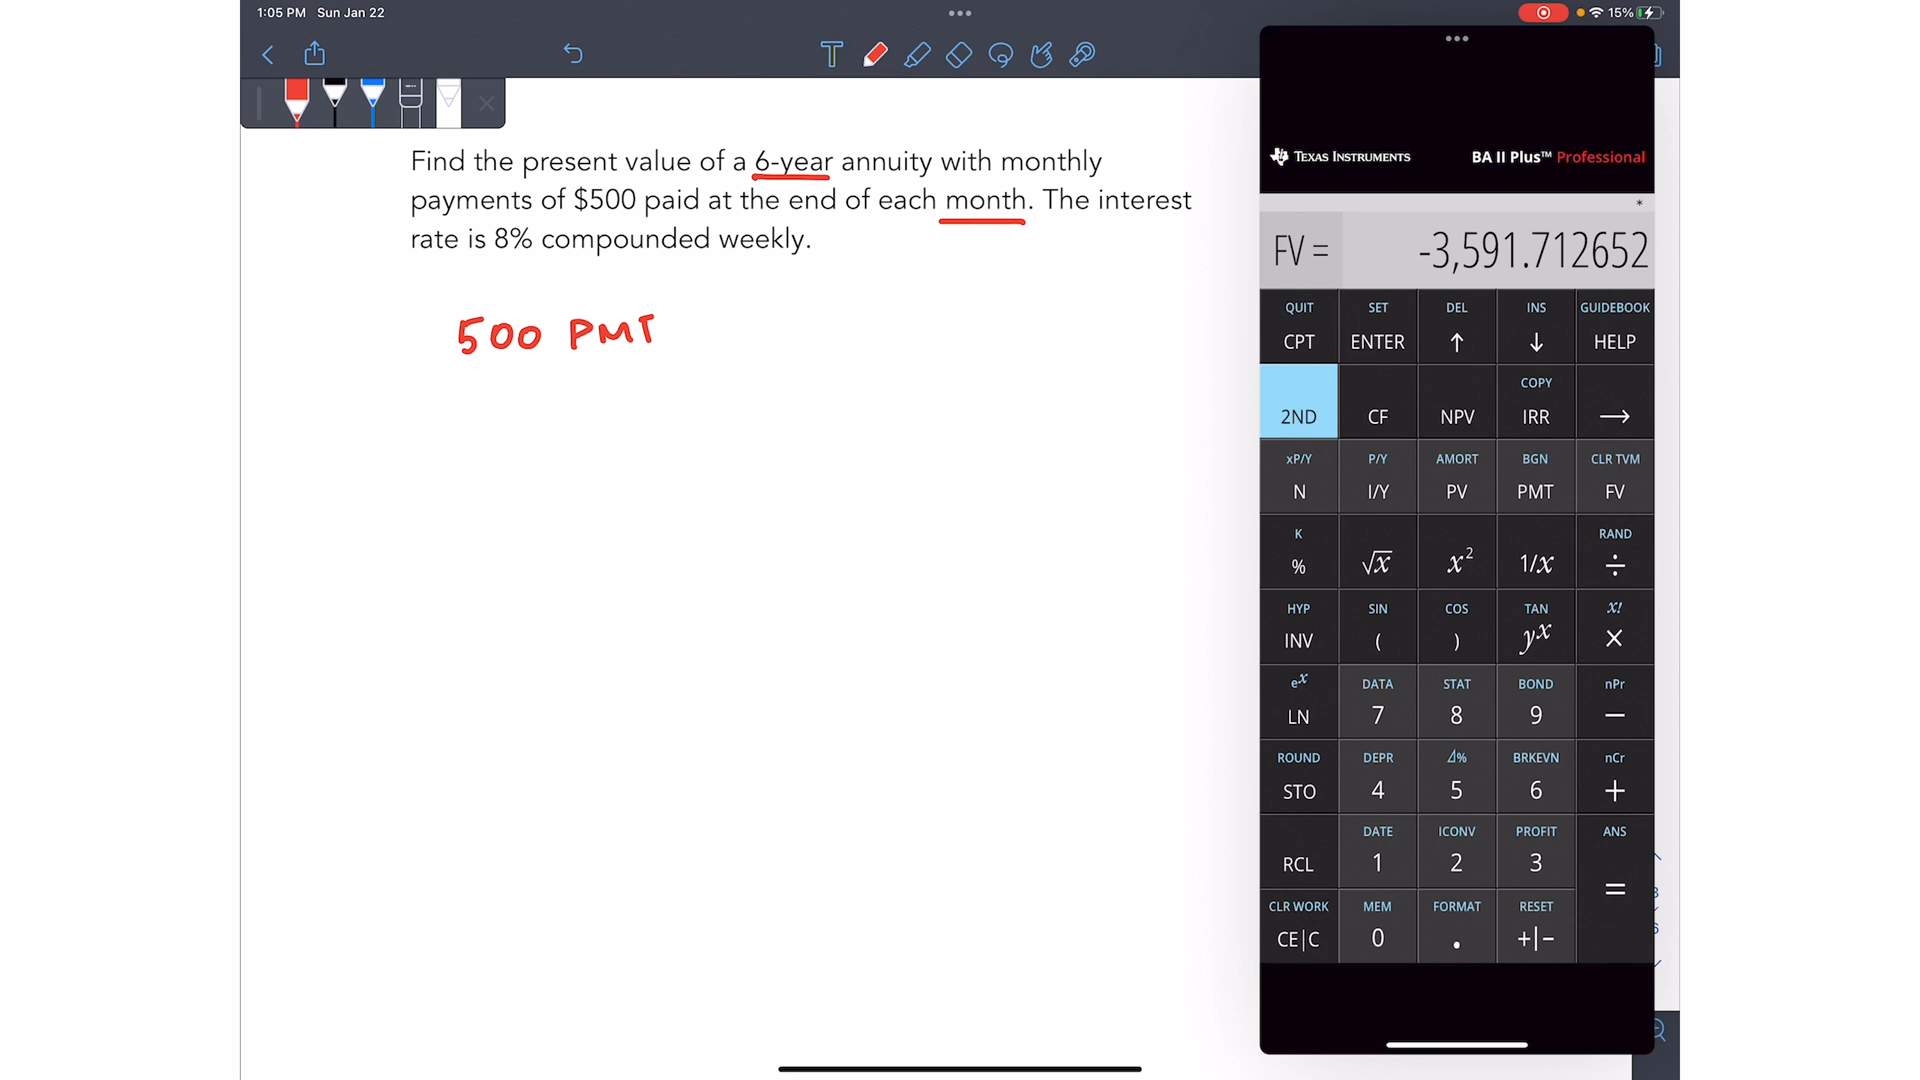 1:05 PM Sun Jan 22
15%
T
Find the present value of a 6-year annuity with monthly
payments of $500 paid at the end of each month. The interest
rate is 8% compounded weekly.
500 PMT
TEXAS INSTRUMENTS BA II Plus™ Professional
*
FV = -3,591.712652
QUIT SET DEL INS GUIDEBOOK
CPT ENTER ↑ ↓ HELP
COPY
2ND CF NPV IRR →
xP/Y P/Y AMORT BGN CLR TVM
N I/Y PV PMT FV
K RAND
% √x x² 1/x ÷
HYP SIN COS TAN x!
INV ( ) yˣ ×
eˣ DATA STAT BOND nPr
LN 7 8 9 −
ROUND DEPR Δ% BRKEVN nCr
STO 4 5 6 +
DATE ICONV PROFIT ANS
RCL 1 2 3 =
CLR WORK MEM FORMAT RESET
CE|C 0 . +|−